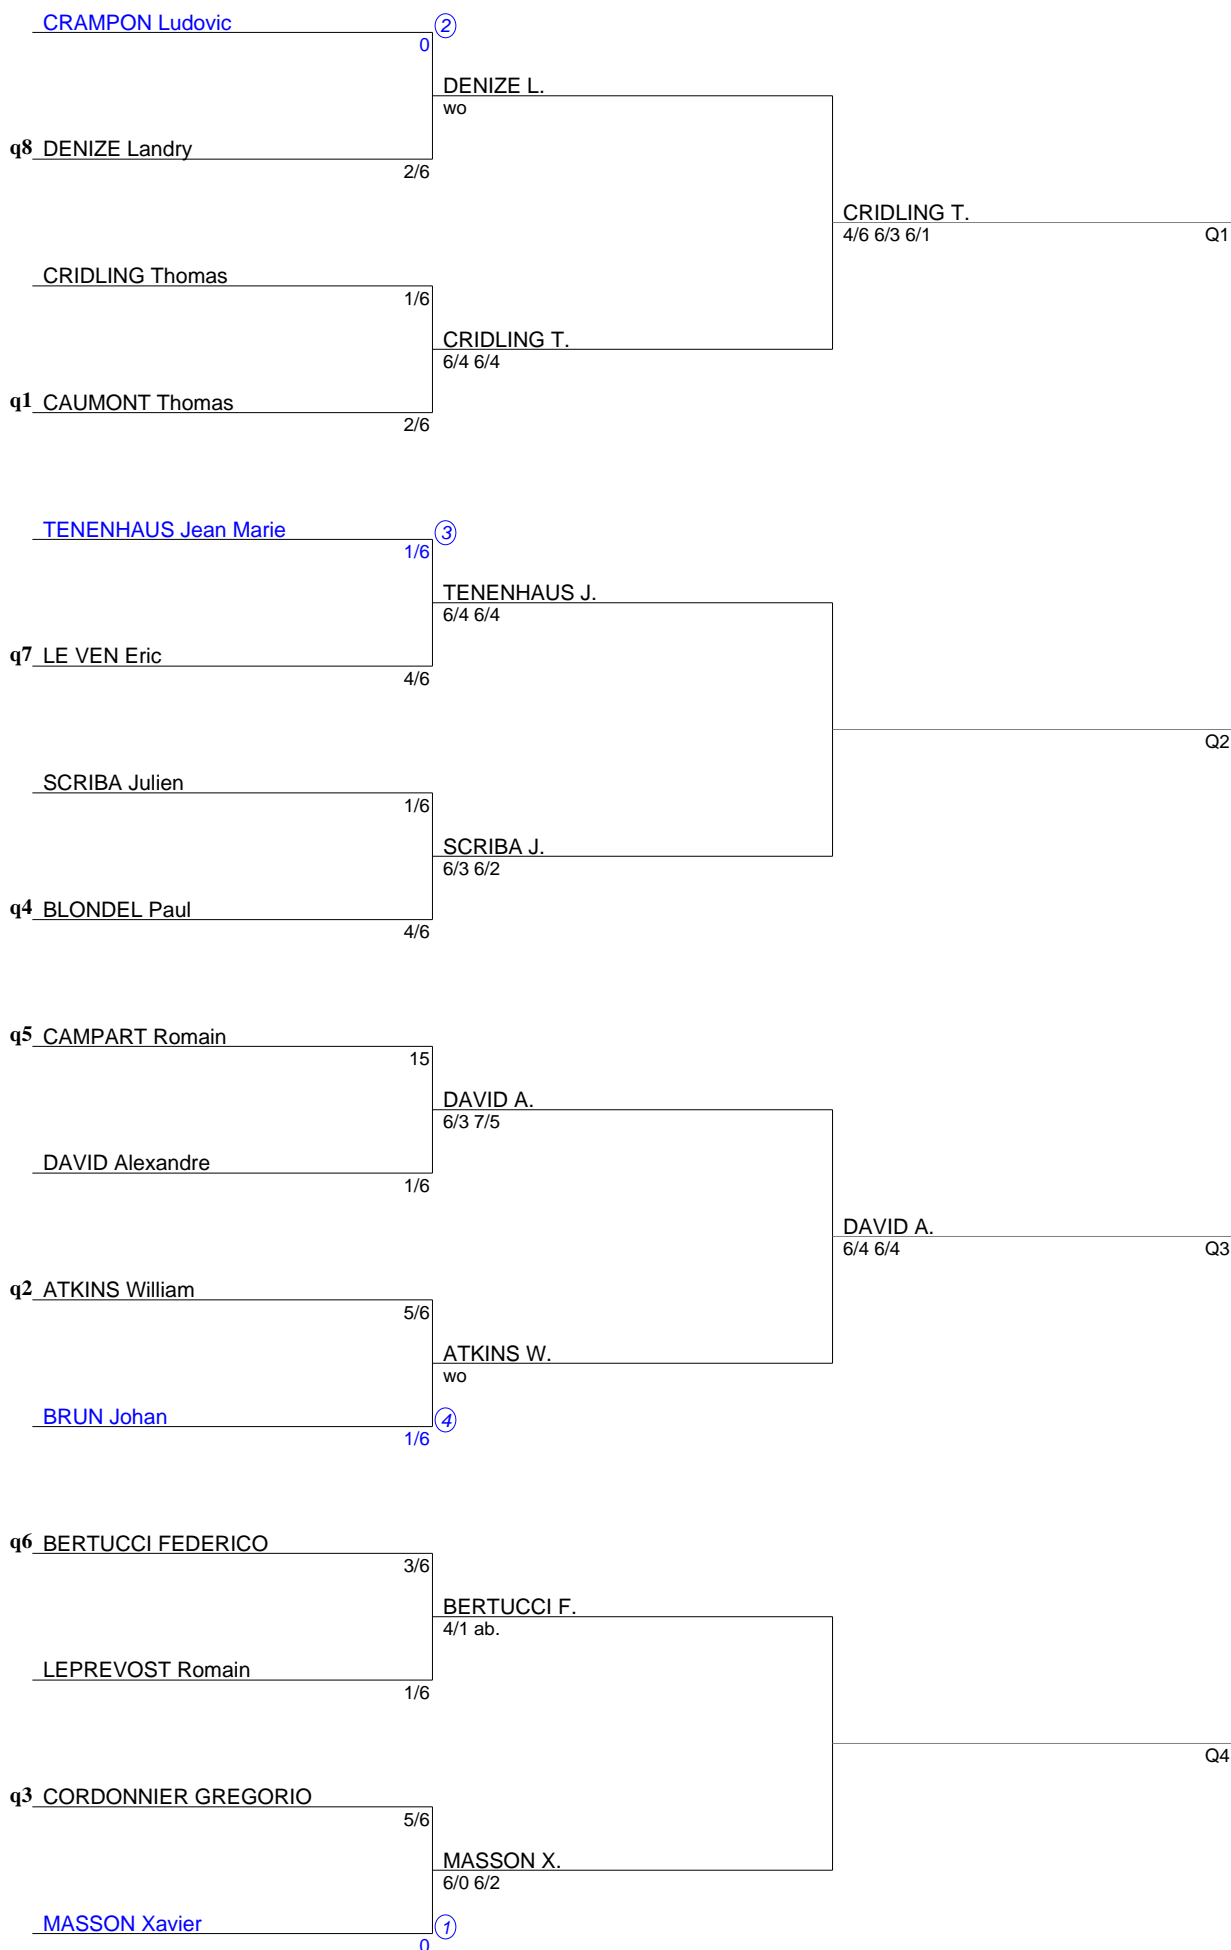 CRAMPON Ludovic 2
0
DENIZE L.
wo
q8 DENIZE Landry
2/6
CRIDLING T.
4/6 6/3 6/1 Q1
CRIDLING Thomas
1/6
CRIDLING T.
6/4 6/4
q1 CAUMONT Thomas
2/6
TENENHAUS Jean Marie 3
1/6
TENENHAUS J.
6/4 6/4
q7 LE VEN Eric
4/6
Q2
SCRIBA Julien
1/6
SCRIBA J.
6/3 6/2
q4 BLONDEL Paul
4/6
q5 CAMPART Romain
15
DAVID A.
6/3 7/5
DAVID Alexandre
1/6
DAVID A.
6/4 6/4 Q3
q2 ATKINS William
5/6
ATKINS W.
wo
BRUN Johan 4
1/6
q6 BERTUCCI FEDERICO
3/6
BERTUCCI F.
4/1 ab.
LEPREVOST Romain
1/6
Q4
q3 CORDONNIER GREGORIO
5/6
MASSON X.
6/0 6/2
MASSON Xavier 1
0